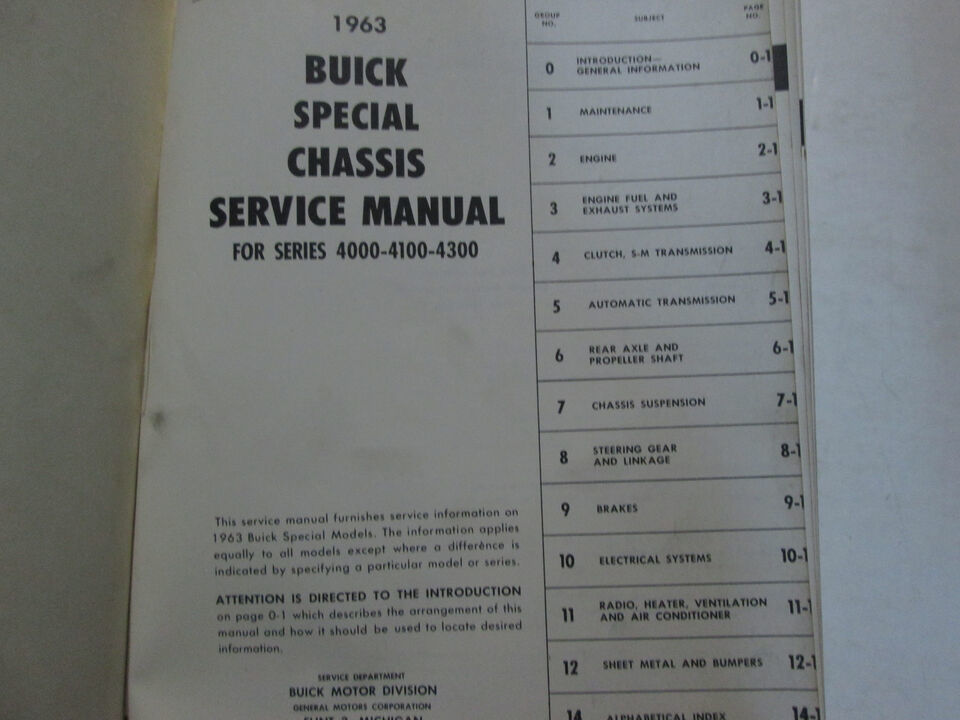 1963
BUICK
SPECIAL
CHASSIS
SERVICE MANUAL
FOR SERIES 4000-4100-4300
This service manual furnishes service information on
1963 Buick Special Models. The information applies
equally to all models except where a difference is
indicated by specifying a particular model or series.
ATTENTION IS DIRECTED TO THE INTRODUCTION
on page 0-1 which describes the arrangement of this
manual and how it should be used to locate desired
information.
SERVICE DEPARTMENT
BUICK MOTOR DIVISION
GENERAL MOTORS CORPORATION
FLINT 2, MICHIGAN
GROUP NO. SUBJECT PAGE NO.
0 INTRODUCTION—
GENERAL INFORMATION 0-1
1 MAINTENANCE 1-1
2 ENGINE 2-1
3 ENGINE FUEL AND
EXHAUST SYSTEMS 3-1
4 CLUTCH, S-M TRANSMISSION 4-1
5 AUTOMATIC TRANSMISSION 5-1
6 REAR AXLE AND
PROPELLER SHAFT 6-1
7 CHASSIS SUSPENSION 7-1
8 STEERING GEAR
AND LINKAGE 8-1
9 BRAKES 9-1
10 ELECTRICAL SYSTEMS 10-1
11 RADIO, HEATER, VENTILATION
AND AIR CONDITIONER 11-1
12 SHEET METAL AND BUMPERS 12-1
14 ALPHABETICAL INDEX 14-1